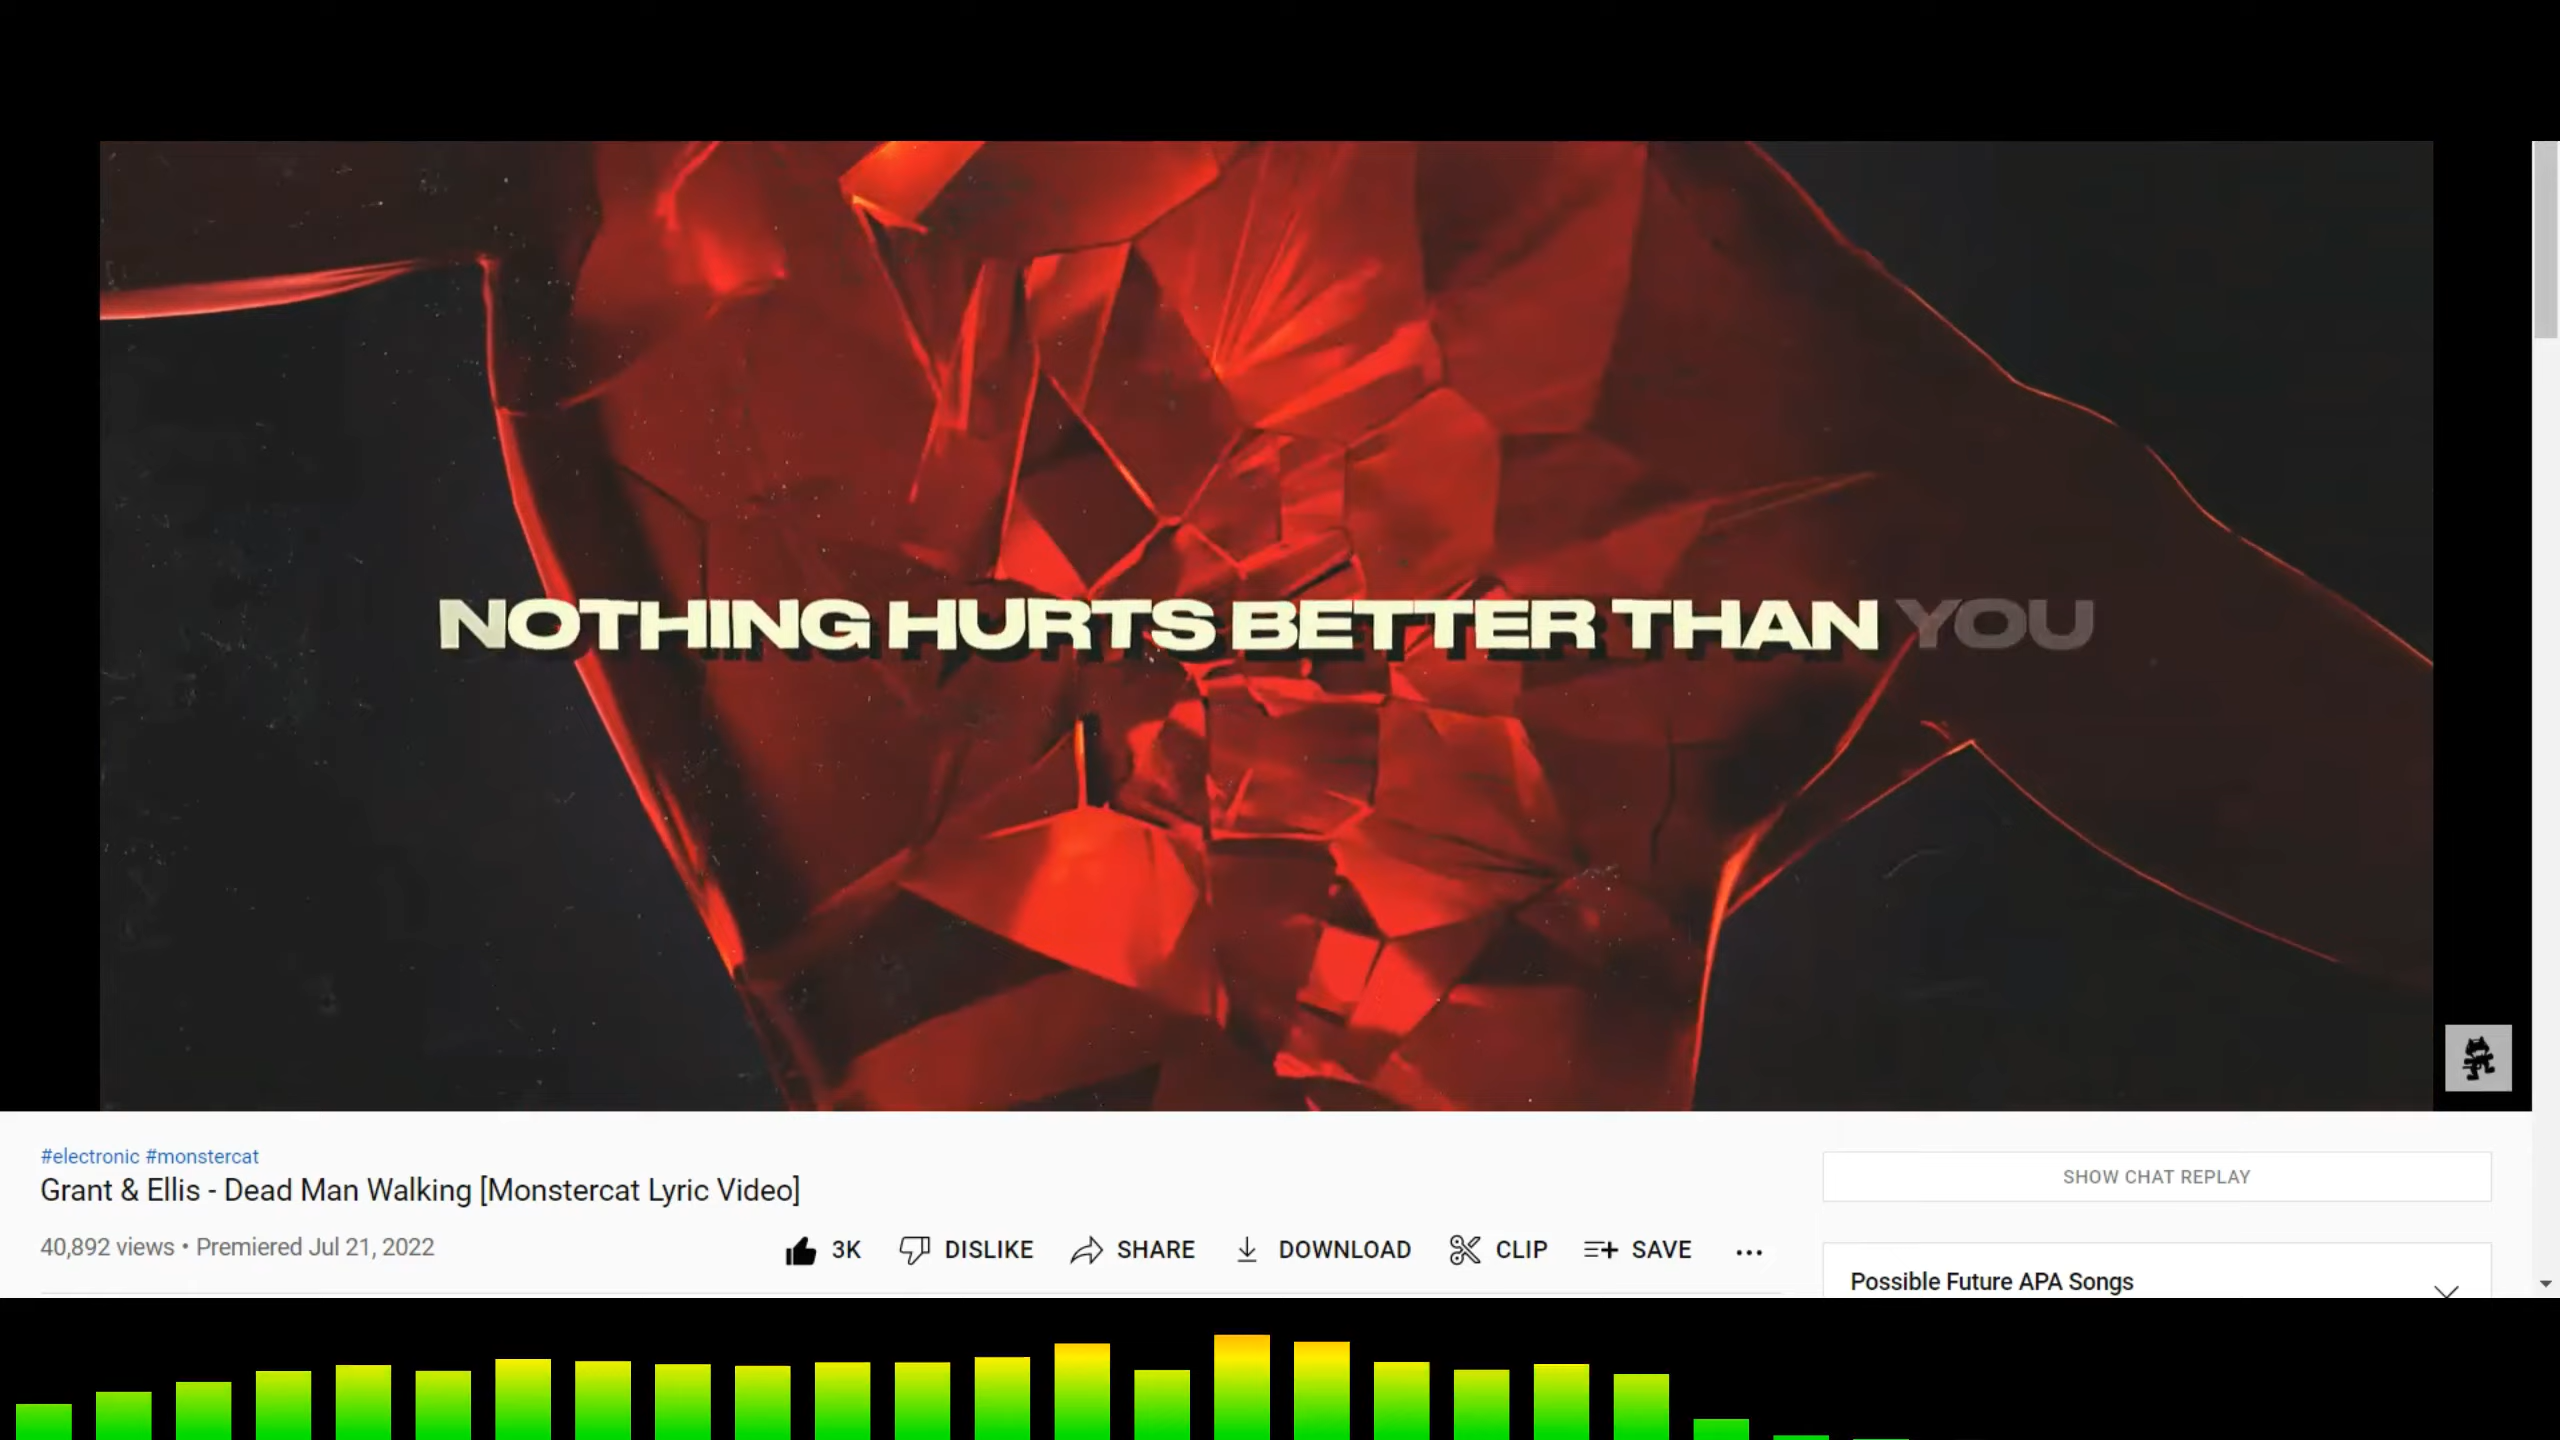 NOTHING HURTS BETTER THAN YOU
#electronic #monstercat
Grant & Ellis - Dead Man Walking [Monstercat Lyric Video]
40,892 views • Premiered Jul 21, 2022
3K DISLIKE SHARE DOWNLOAD CLIP SAVE ...
SHOW CHAT REPLAY
Possible Future APA Songs